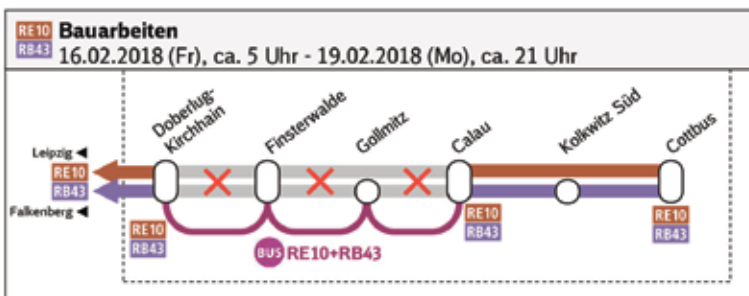 RE10 Bauarbeiten
RB43 16.02.2018 (Fr), ca. 5 Uhr - 19.02.2018 (Mo), ca. 21 Uhr
Doberlug-
Kirchhain
Finsterwalde
Gollmitz
Calau
Kolkwitz Süd
Cottbus
Leipzig
RE10
RB43
Falkenberg
RE10
RB43
BUS RE10+RB43
RE10
RB43
RE10
RB43